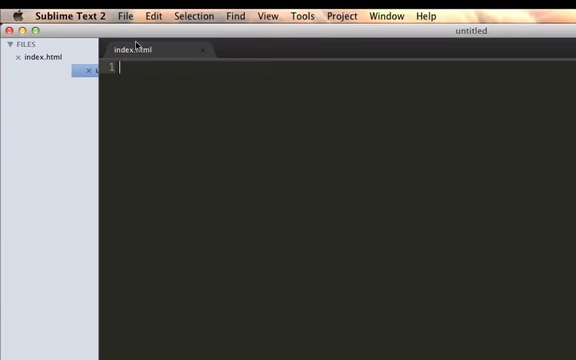 Sublime Text 2 File Edit Selection Find View Tools Project Window Help
untitled
FILES
index.html
index.html
1